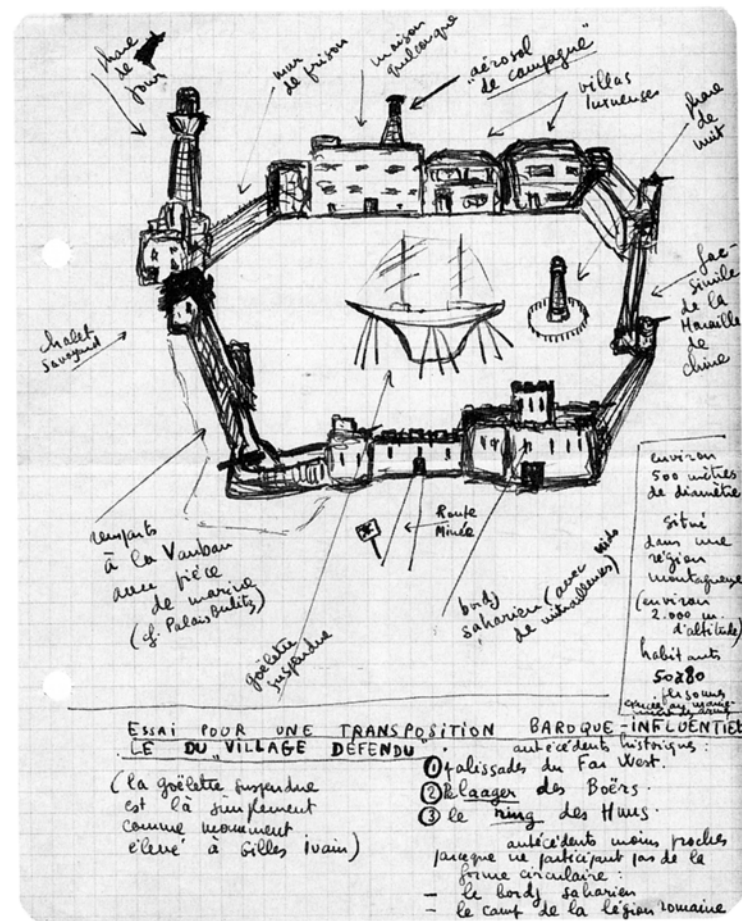 phare
de
jour
mur
de prison
maison
quelconque
"aérosol
de campagne"
villas
luxueuses
phare
de
nuit
fac-
simile
de la
Muraille
de
chine
chalet
savoyard
remparts
à la Vauban
avec pièce
de marine
(cf. Palais
goëlette
suspendue
Route
Minée
bordj
saharien (avec nids
de mitrailleuses)
environ
500 mètres
de diamètre
situé
dans une
région
montagneuse
(environ
2.000 m.
d'altitude)
habitants
50 à 80
personnes
ESSAI POUR UNE TRANSPOSITION BAROQUE-INFLUENTIEL
LE DU "VILLAGE DÉFENDU".
(la goëlette suspendue
est là simplement
comme monument
élevé à Gilles Ivain)
antécédents historiques :
① palissades du Far West.
② le laager des Boërs.
③ le ring des Huns.
antécédents moins proches
parceque ne participant pas de la
forme circulaire :
– le bordj saharien
– le camp de la légion romaine